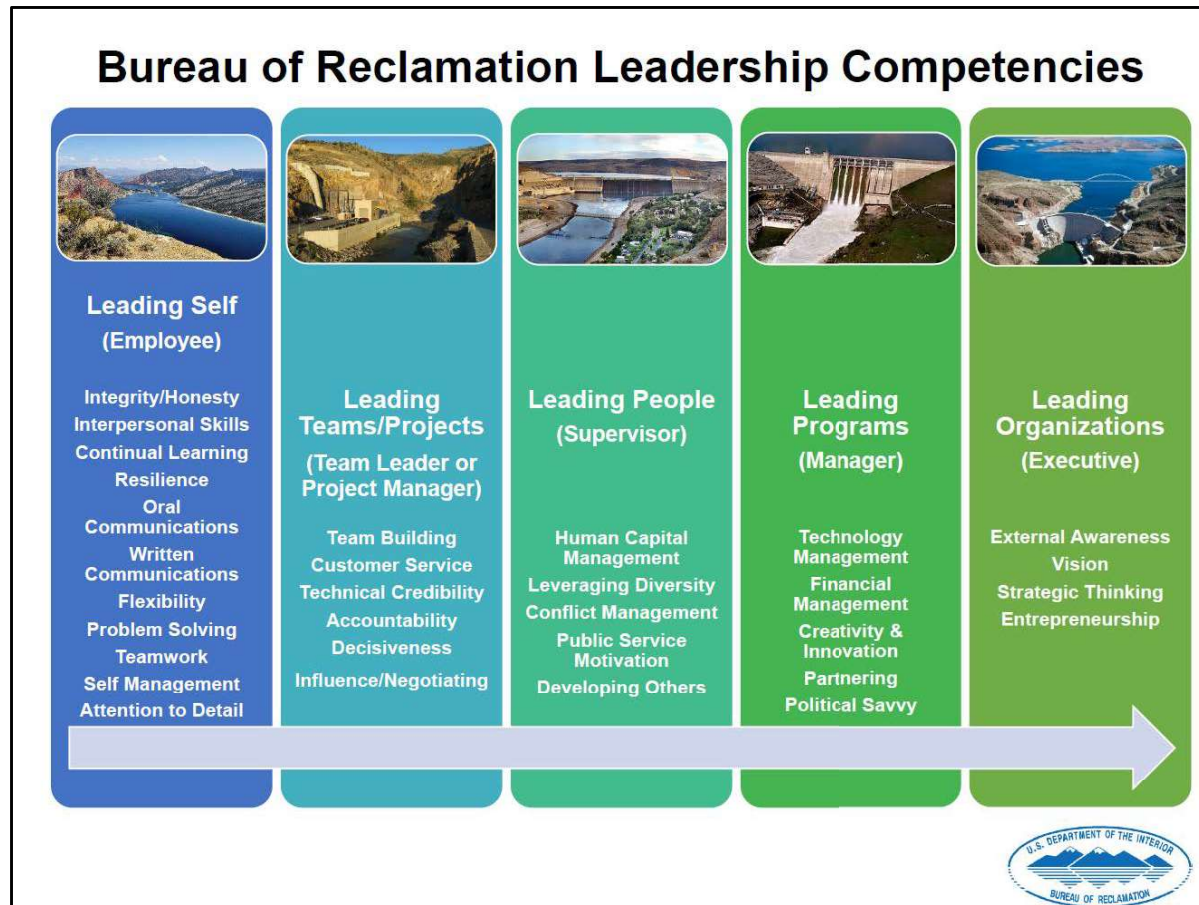 Bureau of Reclamation Leadership Competencies
Leading Self
(Employee)
Integrity/Honesty
Interpersonal Skills
Continual Learning
Resilience
Oral
Communications
Written
Communications
Flexibility
Problem Solving
Teamwork
Self Management
Attention to Detail
Leading
Teams/Projects
(Team Leader or
Project Manager)
Team Building
Customer Service
Technical Credibility
Accountability
Decisiveness
Influence/Negotiating
Leading People
(Supervisor)
Human Capital
Management
Leveraging Diversity
Conflict Management
Public Service
Motivation
Developing Others
Leading
Programs
(Manager)
Technology
Management
Financial
Management
Creativity &
Innovation
Partnering
Political Savvy
Leading
Organizations
(Executive)
External Awareness
Vision
Strategic Thinking
Entrepreneurship
U.S. DEPARTMENT OF THE INTERIOR
BUREAU OF RECLAMATION